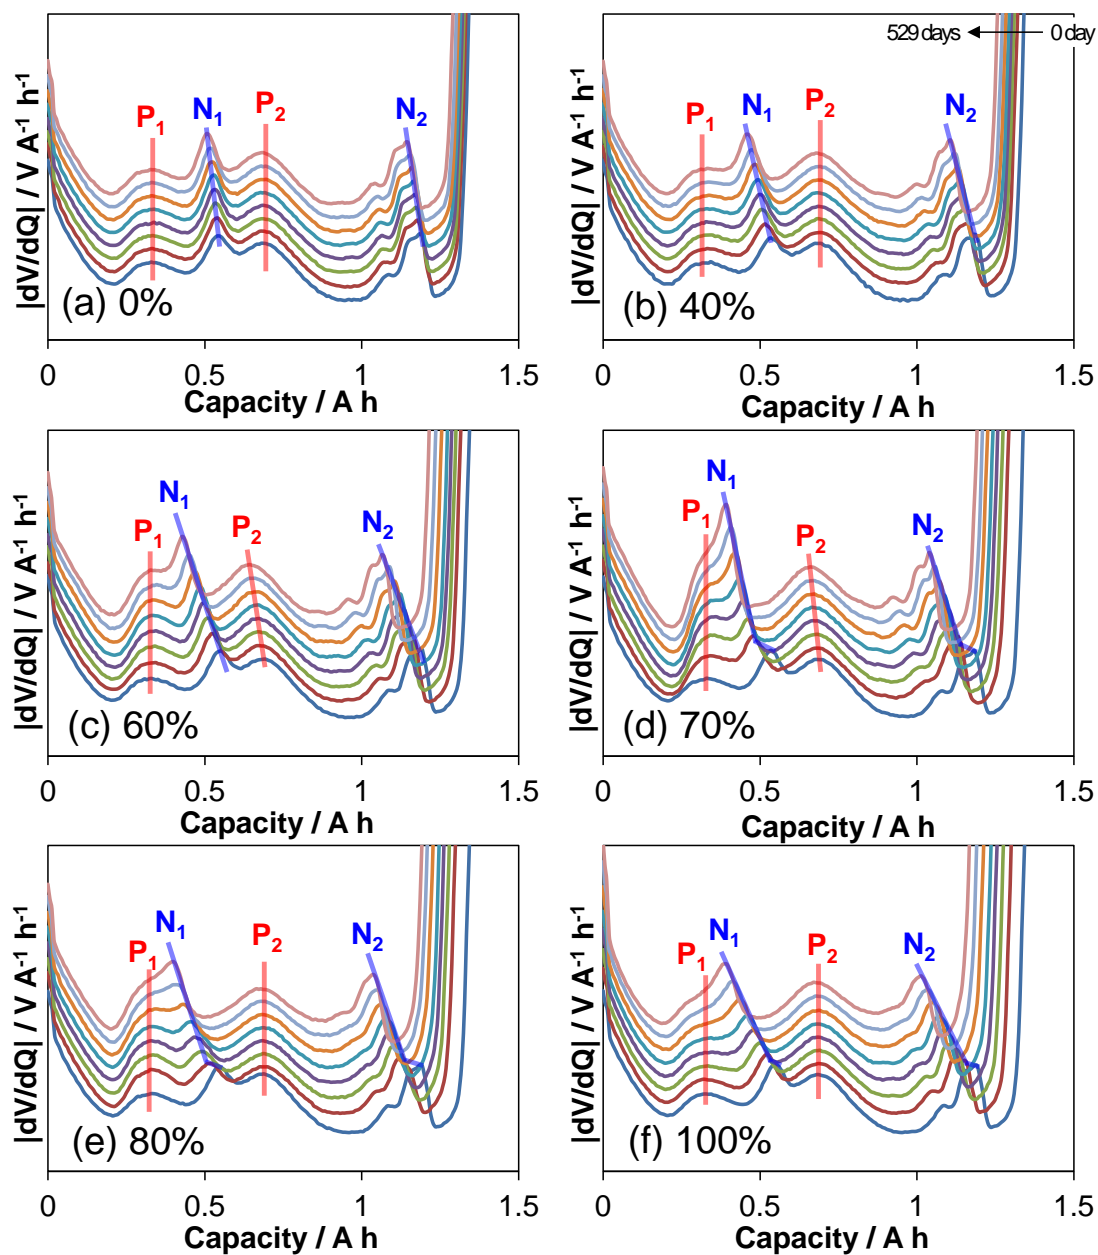 529 days ← 0 day
|dV/dQ| / V A⁻¹ h⁻¹
P₁ N₁ P₂ N₂
(a) 0%
0 0.5 1 1.5
Capacity / A h
|dV/dQ| / V A⁻¹ h⁻¹
P₁ N₁ P₂ N₂
(b) 40%
0 0.5 1 1.5
Capacity / A h
|dV/dQ| / V A⁻¹ h⁻¹
P₁ N₁ P₂ N₂
(c) 60%
0 0.5 1 1.5
Capacity / A h
|dV/dQ| / V A⁻¹ h⁻¹
P₁ N₁ P₂ N₂
(d) 70%
0 0.5 1 1.5
Capacity / A h
|dV/dQ| / V A⁻¹ h⁻¹
P₁ N₁ P₂ N₂
(e) 80%
0 0.5 1 1.5
Capacity / A h
|dV/dQ| / V A⁻¹ h⁻¹
P₁ N₁ P₂ N₂
(f) 100%
0 0.5 1 1.5
Capacity / A h